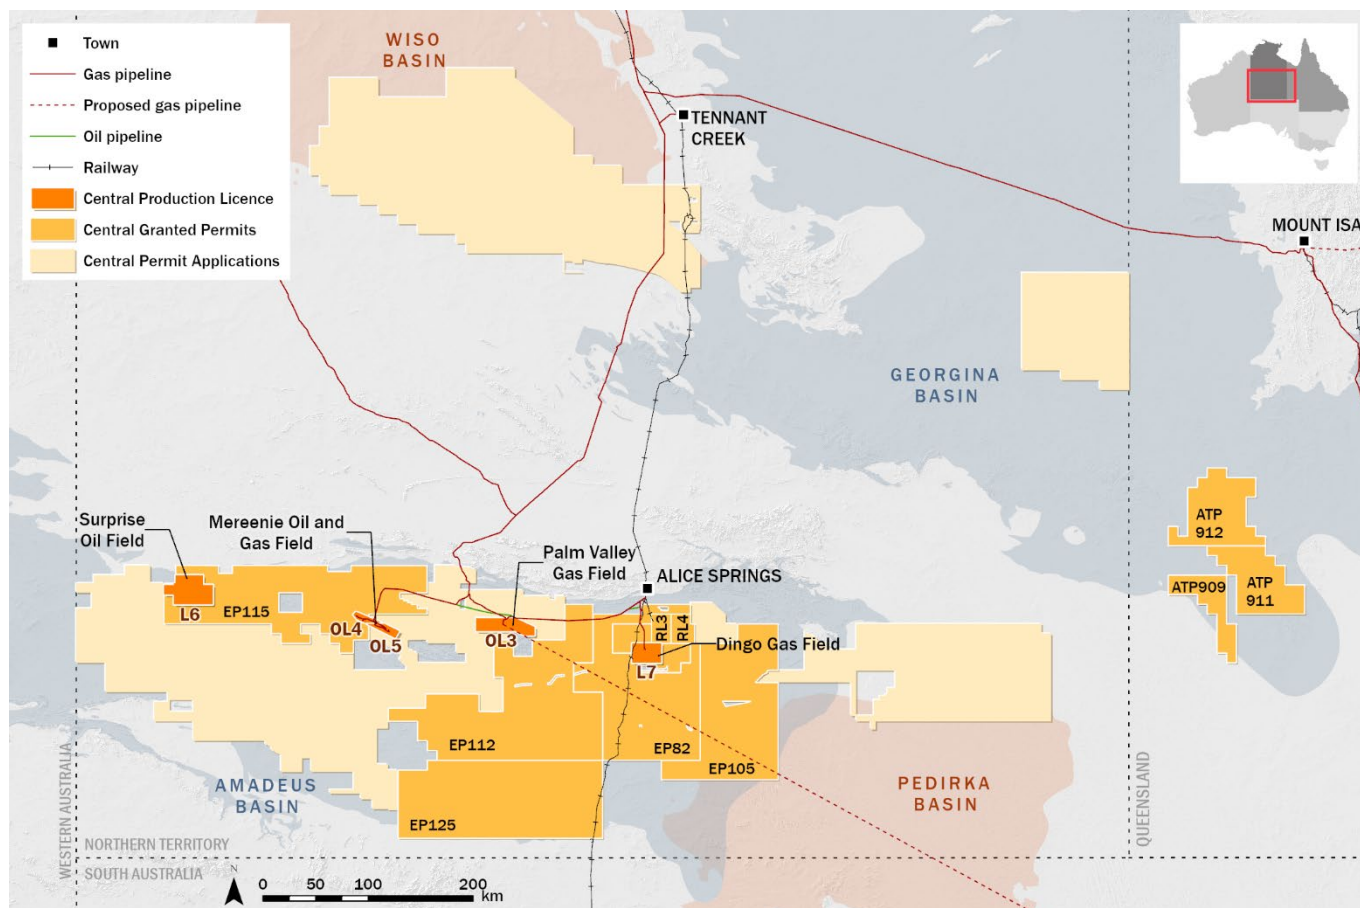 Town
Gas pipeline
Proposed gas pipeline
Oil pipeline
Railway
Central Production Licence
Central Granted Permits
Central Permit Applications
WISO
BASIN
TENNANT
CREEK
MOUNT ISA
GEORGINA
BASIN
Surprise
Oil Field
Mereenie Oil and
Gas Field
Palm Valley
Gas Field
ALICE SPRINGS
ATP
912
ATP909
ATP
911
L6
EP115
OL4
OL5
OL3
RL3
RL4
Dingo Gas Field
L7
EP112
EP82
EP105
EP125
AMADEUS
BASIN
PEDIRKA
BASIN
WESTERN AUSTRALIA
QUEENSLAND
NORTHERN TERRITORY
SOUTH AUSTRALIA
N
0 50 100 200
km